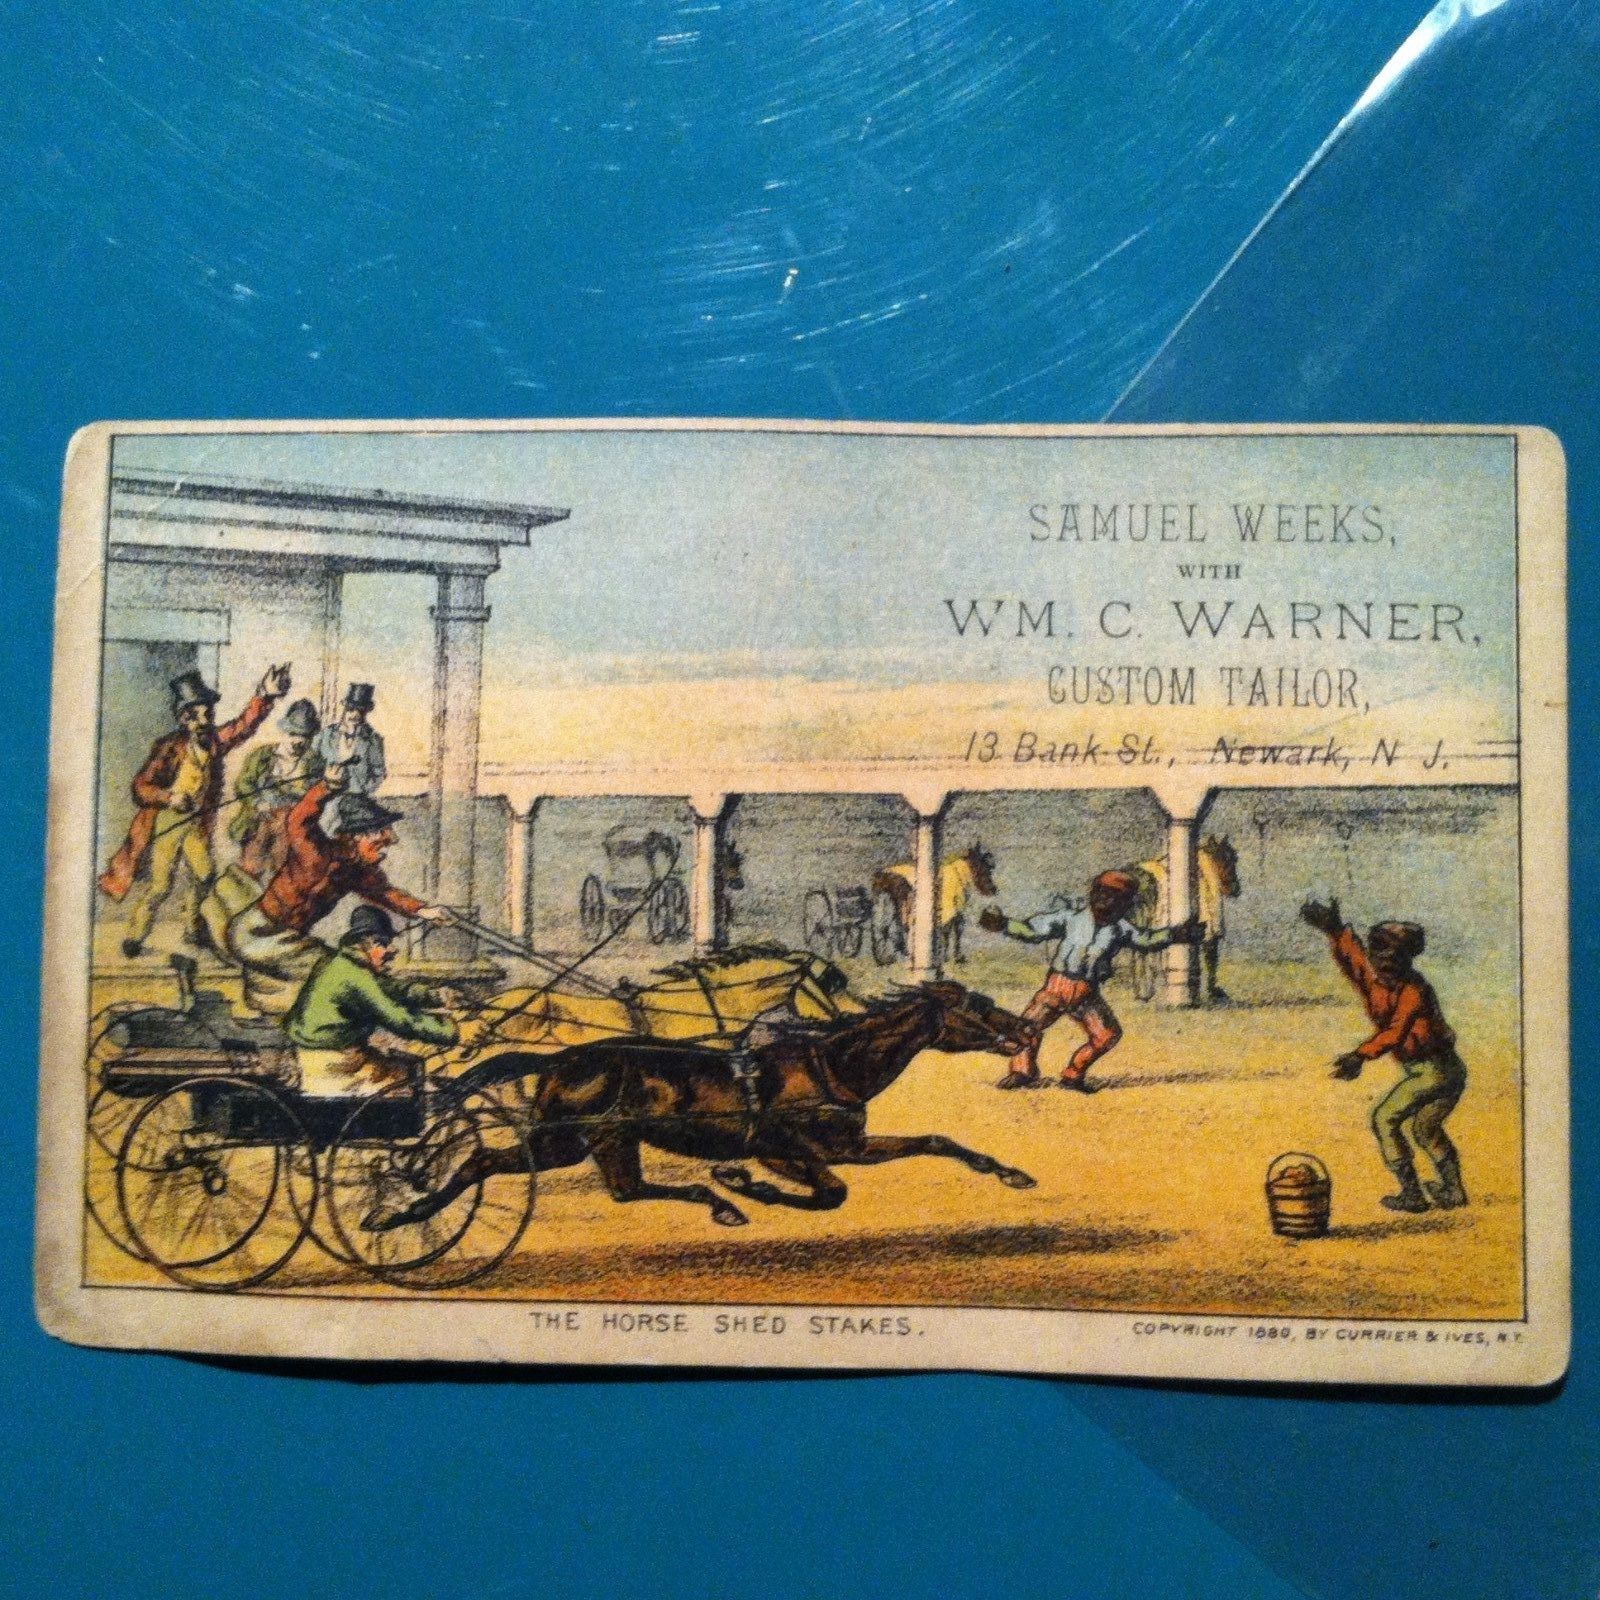 SAMUEL WEEKS,
WITH
WM. C. WARNER,
CUSTOM TAILOR,
13 Bank St., Newark, N J.
THE HORSE SHED STAKES.
COPYRIGHT 1880, BY CURRIER & IVES, N.Y.